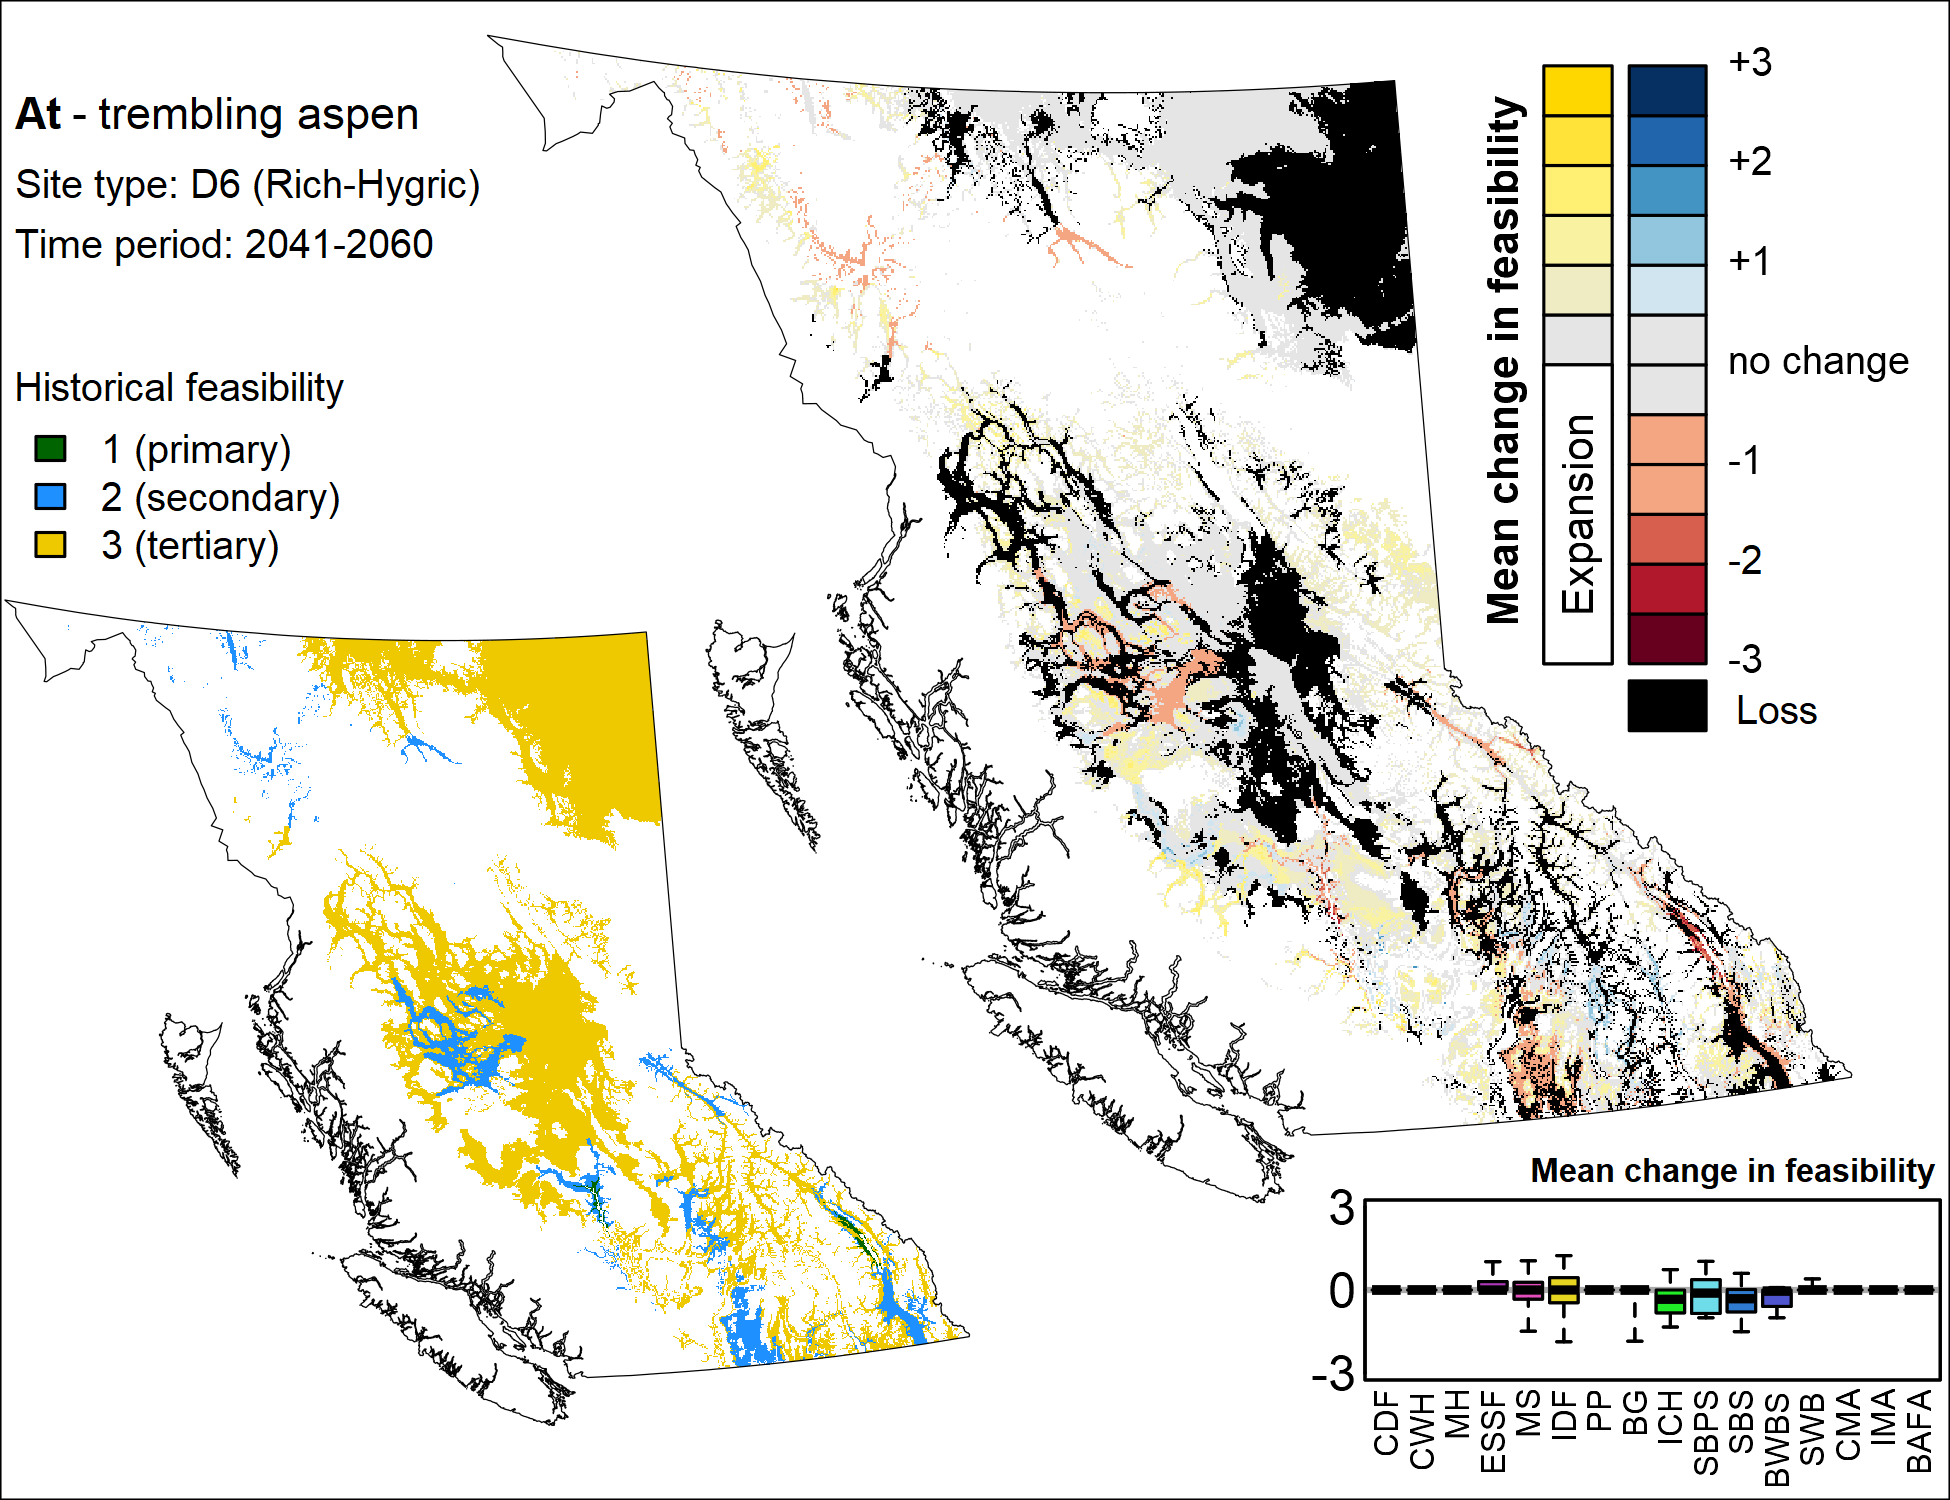 At - trembling aspen
Site type: D6 (Rich-Hygric)
Time period: 2041-2060
Historical feasibility
1 (primary)
2 (secondary)
3 (tertiary)
Mean change in feasibility
Expansion
+3
+2
+1
no change
-1
-2
-3
Loss
Mean change in feasibility
3
0
-3
CDF
CWH
MH
ESSF
MS
IDF
PP
BG
ICH
SBPS
SBS
BWBS
SWB
CMA
IMA
BAFA